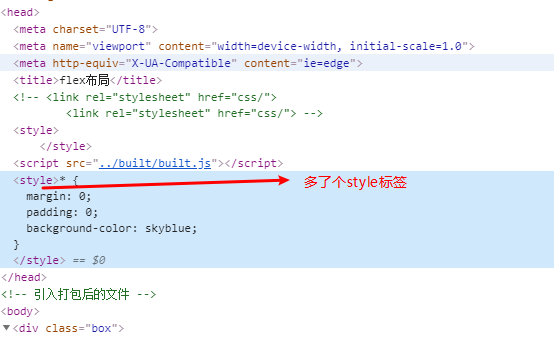 <head>
<meta charset="UTF-8">
<meta name="viewport" content="width=device-width, initial-scale=1.0">
<meta http-equiv="X-UA-Compatible" content="ie=edge">
<title>flex布局</title>
<!-- <link rel="stylesheet" href="css/">
<link rel="stylesheet" href="css/"> -->
<style>
</style>
<script src="../built/built.js"></script>
<style>* { 多了个style标签
margin: 0;
padding: 0;
background-color: skyblue;
}
</style> == $0
</head>
<!-- 引入打包后的文件 -->
<body>
▼<div class="box">